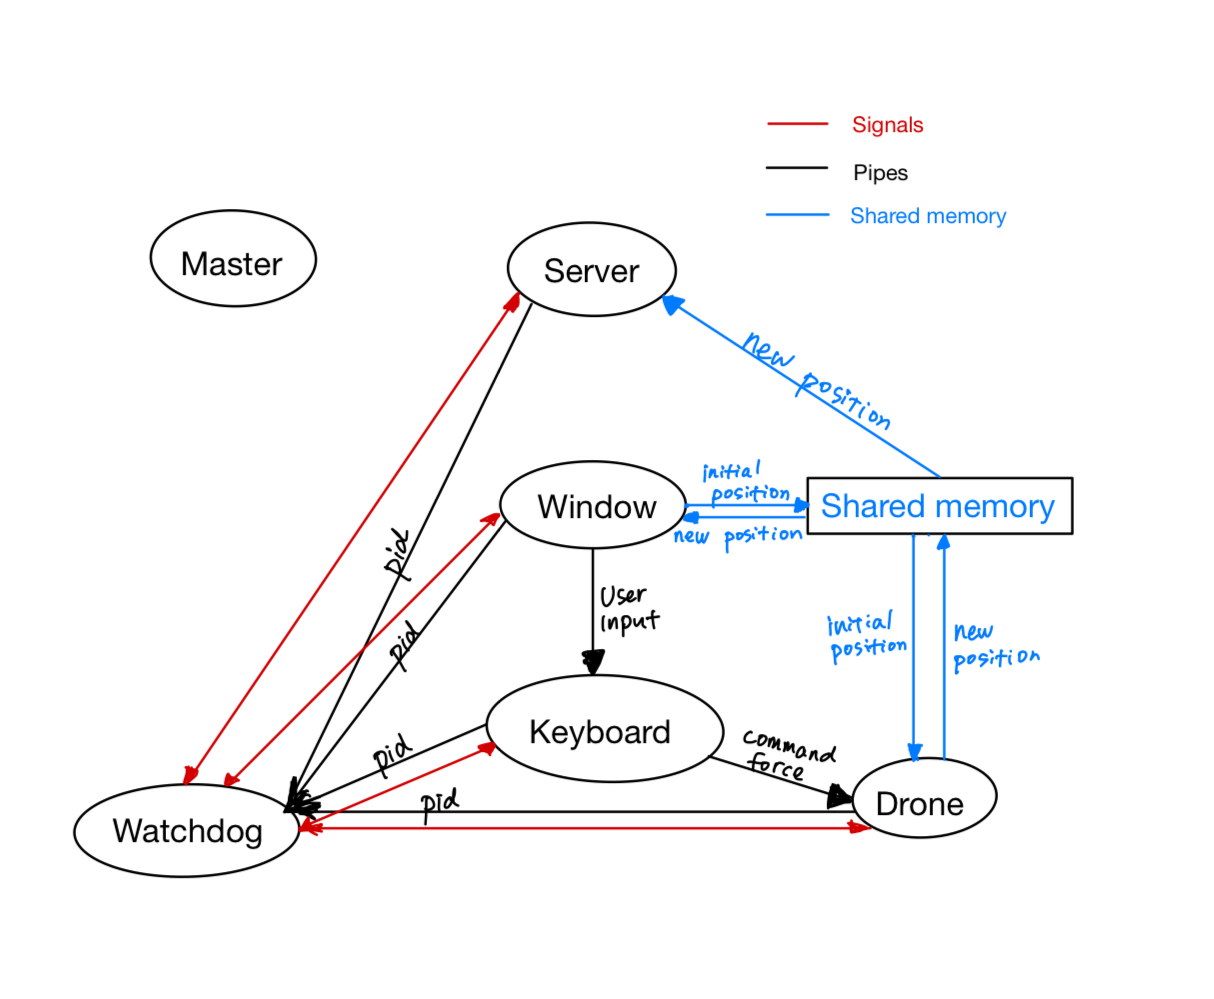 Signals
Pipes
Shared memory
Master
Server
new position
Window
initial
position
new position
Shared memory
pid
pid
User
input
initial
position
new
position
Keyboard
pid
command
force
pid
Drone
Watchdog